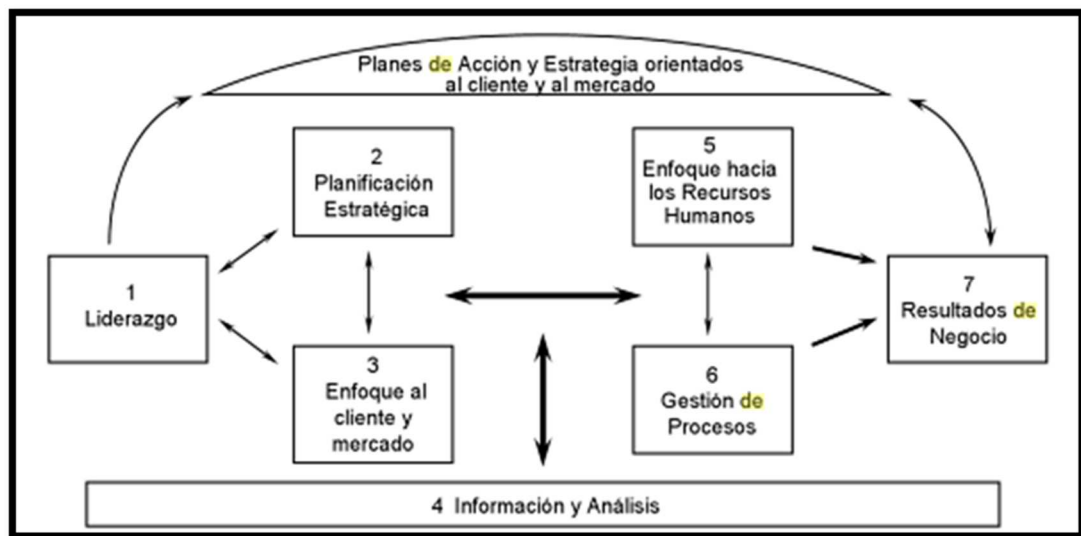 Planes de Acción y Estrategia orientados
al cliente y al mercado
1
Liderazgo
2
Planificación
Estratégica
3
Enfoque al
cliente y
mercado
4 Información y Análisis
5
Enfoque hacia
los Recursos
Humanos
6
Gestión de
Procesos
7
Resultados de
Negocio